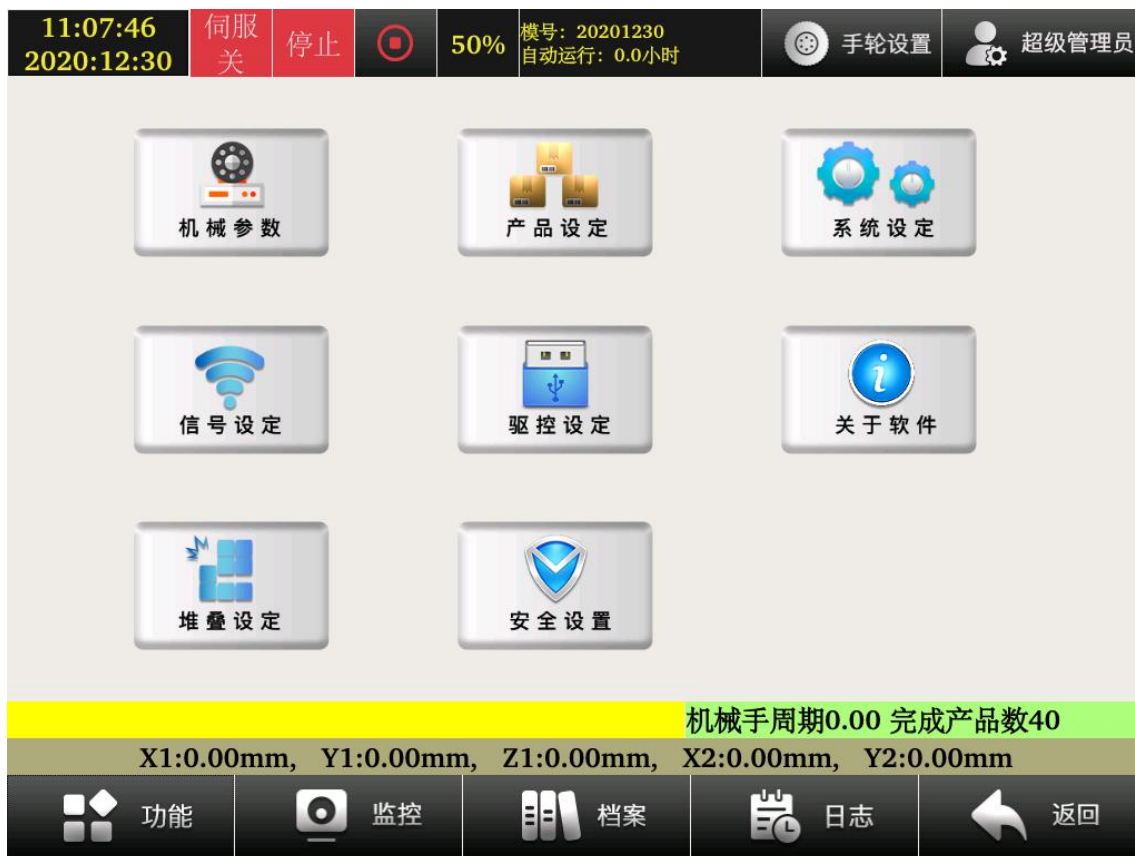 11:07:46
2020:12:30
伺服
关
停止
50%
模号：20201230
自动运行：0.0小时
手轮设置
超级管理员
机械参数
产品设定
系统设定
信号设定
驱控设定
关于软件
堆叠设定
安全设置
机械手周期0.00 完成产品数40
X1:0.00mm, Y1:0.00mm, Z1:0.00mm, X2:0.00mm, Y2:0.00mm
功能
监控
档案
日志
返回